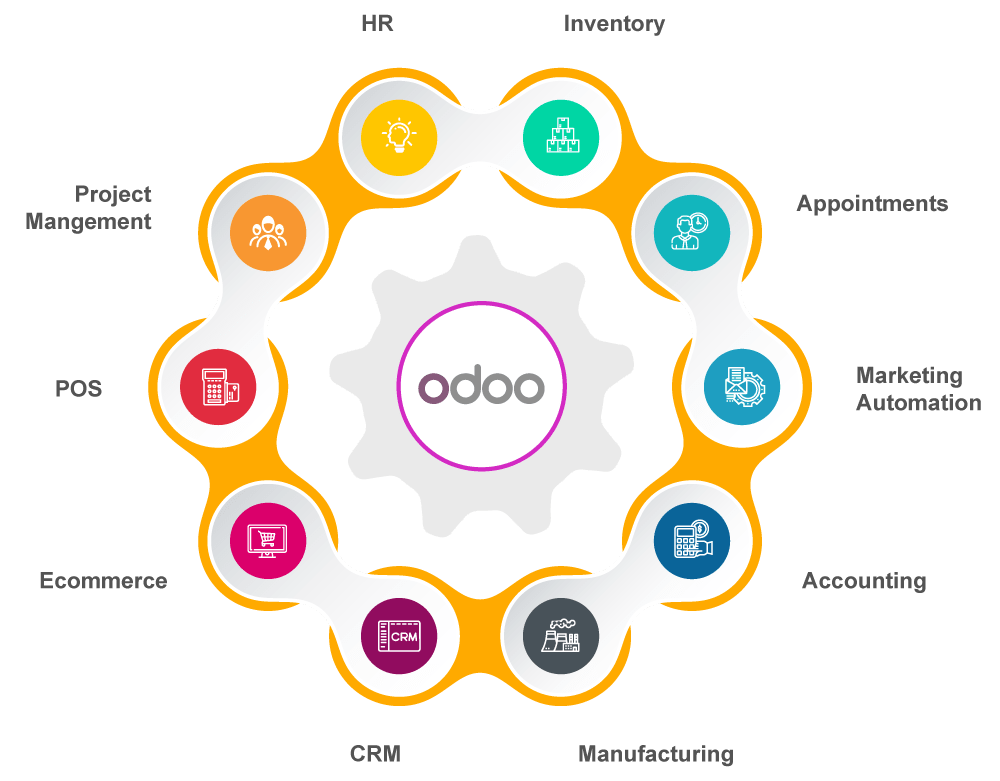 HR
Inventory
Project
Mangement
Appointments
odoo
POS
Marketing
Automation
Ecommerce
Accounting
CRM
CRM
Manufacturing
$